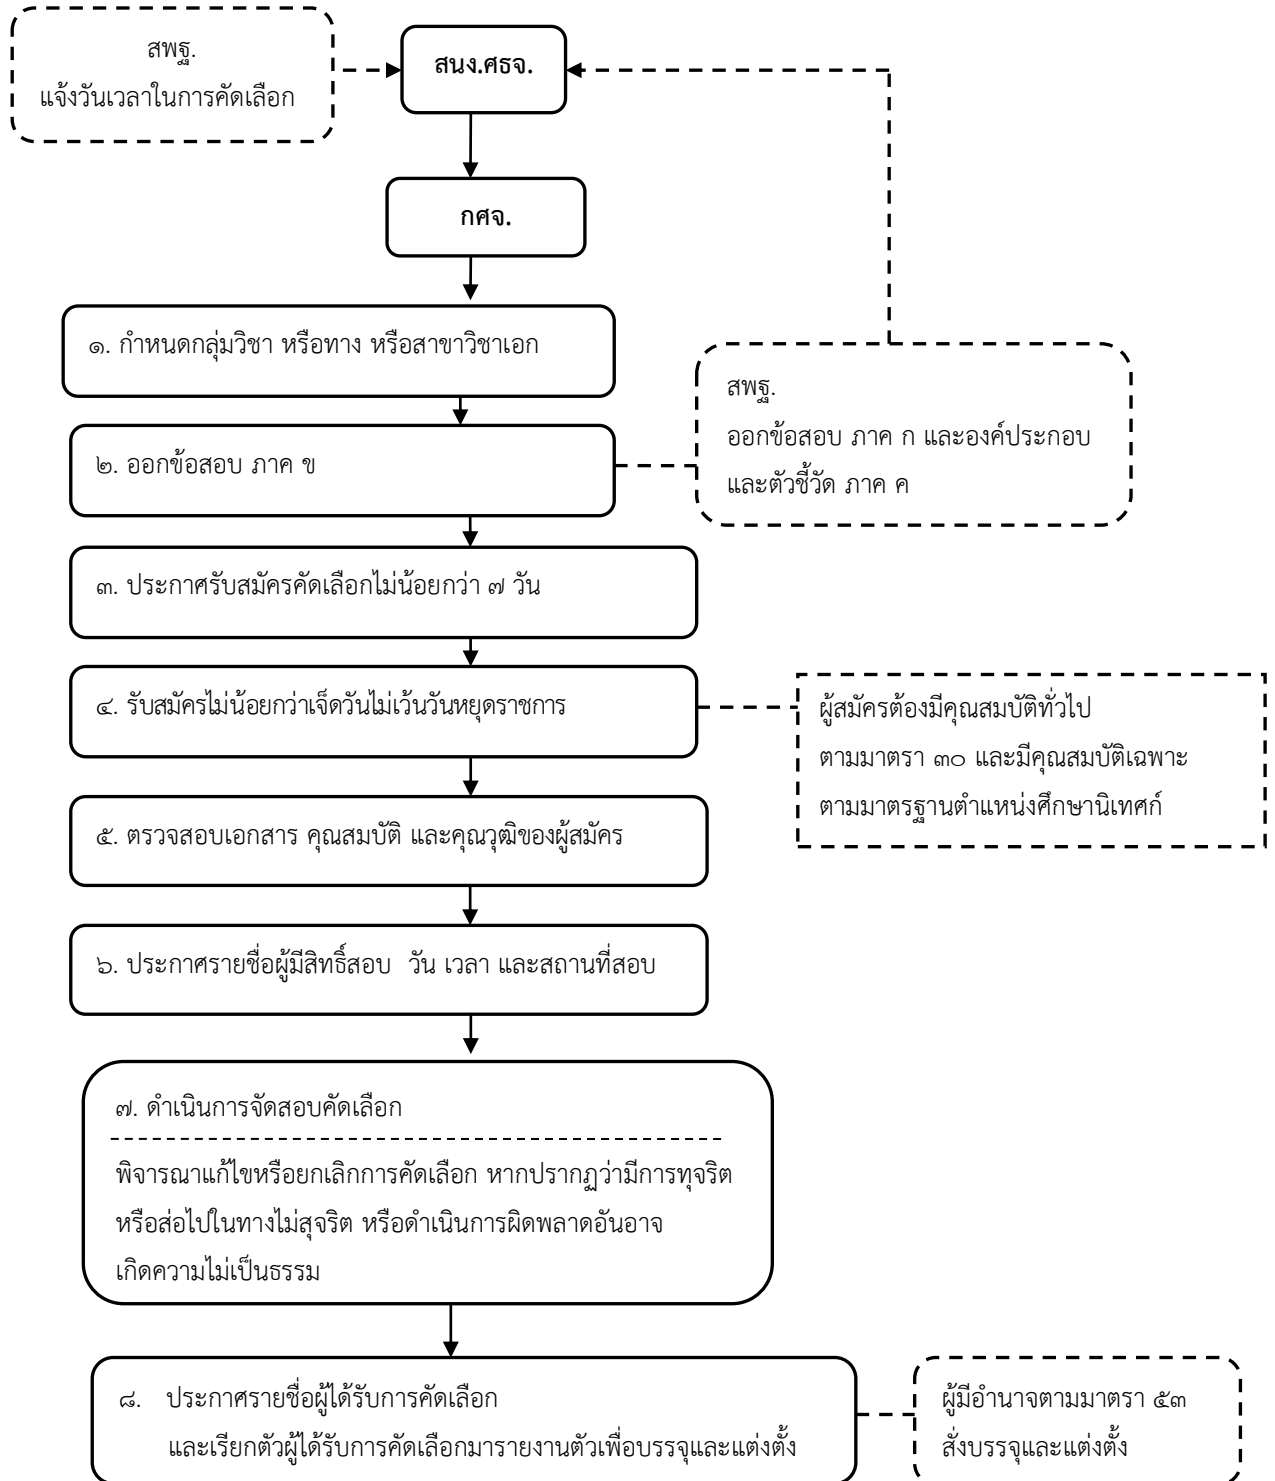 สพฐ.
แจ้งวันเวลาในการคัดเลือก
สนง.ศธจ.
กศจ.
๑. กำหนดกลุ่มวิชา หรือทาง หรือสาขาวิชาเอก
สพฐ.
ออกข้อสอบ ภาค ก และองค์ประกอบ
และตัวชี้วัด ภาค ค
๒. ออกข้อสอบ ภาค ข
๓. ประกาศรับสมัครคัดเลือกไม่น้อยกว่า ๗ วัน
๔. รับสมัครไม่น้อยกว่าเจ็ดวันไม่เว้นวันหยุดราชการ
ผู้สมัครต้องมีคุณสมบัติทั่วไป
ตามมาตรา ๓๐ และมีคุณสมบัติเฉพาะ
ตามมาตรฐานตำแหน่งศึกษานิเทศก์
๕. ตรวจสอบเอกสาร คุณสมบัติ และคุณวุฒิของผู้สมัคร
๖. ประกาศรายชื่อผู้มีสิทธิ์สอบ วัน เวลา และสถานที่สอบ
๗. ดำเนินการจัดสอบคัดเลือก
พิจารณาแก้ไขหรือยกเลิกการคัดเลือก หากปรากฏว่ามีการทุจริต
หรือส่อไปในทางไม่สุจริต หรือดำเนินการผิดพลาดอันอาจ
เกิดความไม่เป็นธรรม
๘. ประกาศรายชื่อผู้ได้รับการคัดเลือก
และเรียกตัวผู้ได้รับการคัดเลือกมารายงานตัวเพื่อบรรจุและแต่งตั้ง
ผู้มีอำนาจตามมาตรา ๕๓
สั่งบรรจุและแต่งตั้ง